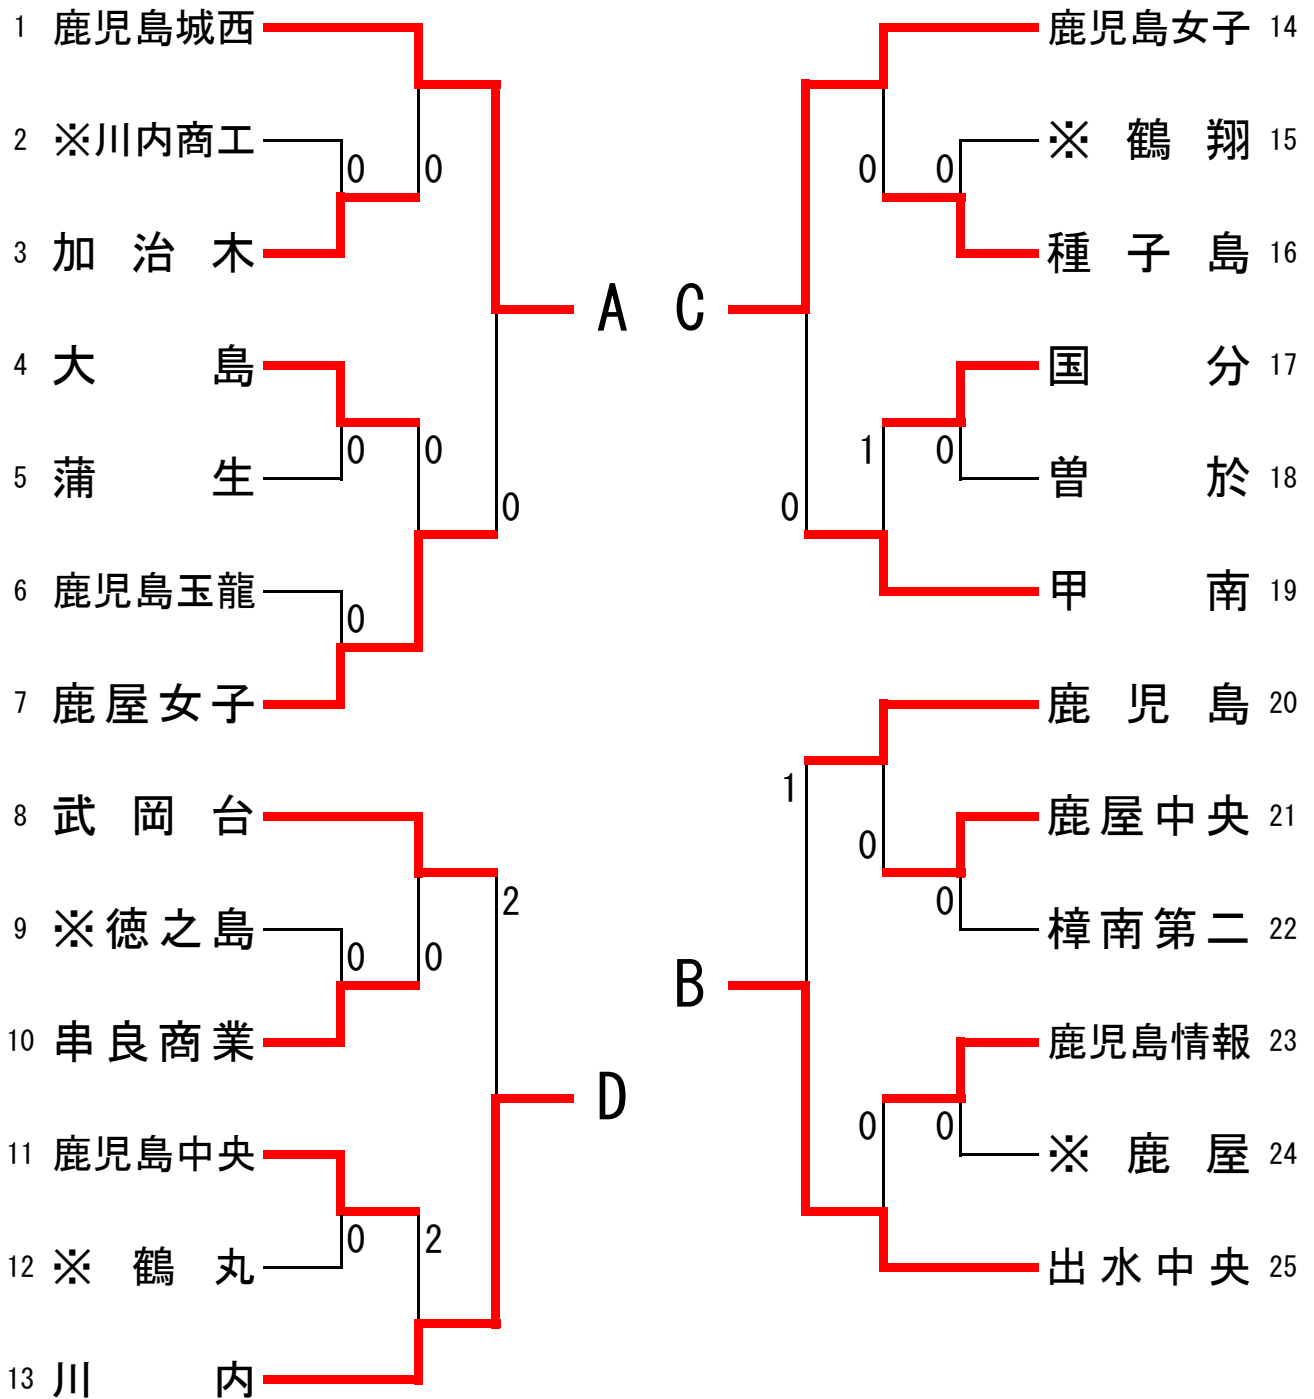 1 鹿児島城西
2 ※川内商工
0 0
3 加治木
A
4 大島
0 0
5 蒲生
0
6 鹿児島玉龍
0
7 鹿屋女子
8 武岡台
2
9 ※徳之島
0 0
10 串良商業
D
11 鹿児島中央
0 2
12 ※鶴丸
13 川内
鹿児島女子 14
※鶴翔 15
0 0
種子島 16
C
国分 17
1 0
曽於 18
0
甲南 19
鹿児島 20
1
鹿屋中央 21
0
0
樟南第二 22
B
鹿児島情報 23
0 0
※鹿屋 24
出水中央 25